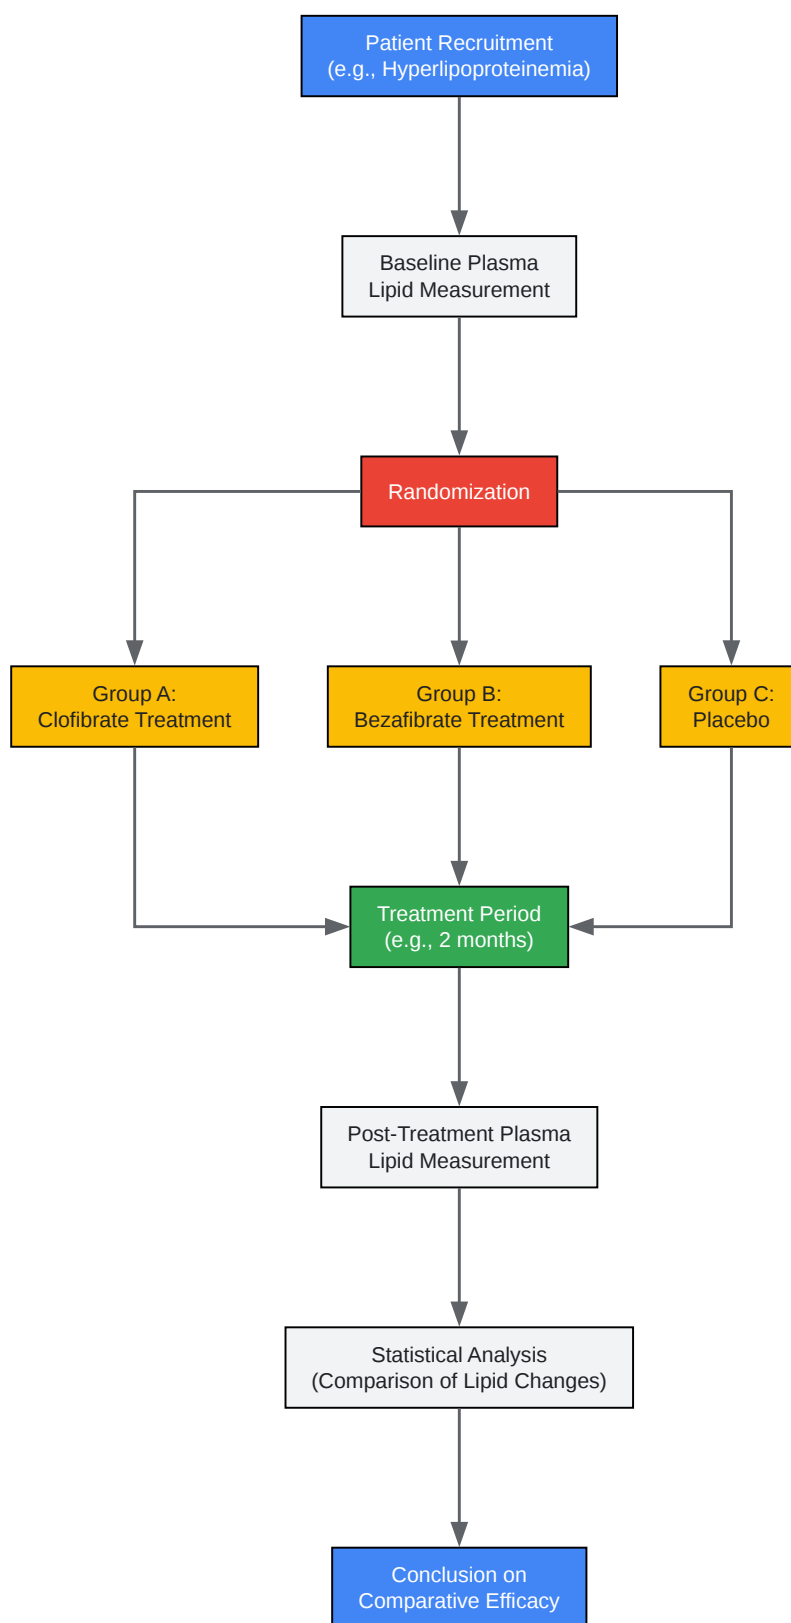 Patient Recruitment
(e.g., Hyperlipoproteinemia)
Baseline Plasma
Lipid Measurement
Randomization
Group A:
Clofibrate Treatment
Group B:
Bezafibrate Treatment
Group C:
Placebo
Treatment Period
(e.g., 2 months)
Post-Treatment Plasma
Lipid Measurement
Statistical Analysis
(Comparison of Lipid Changes)
Conclusion on
Comparative Efficacy